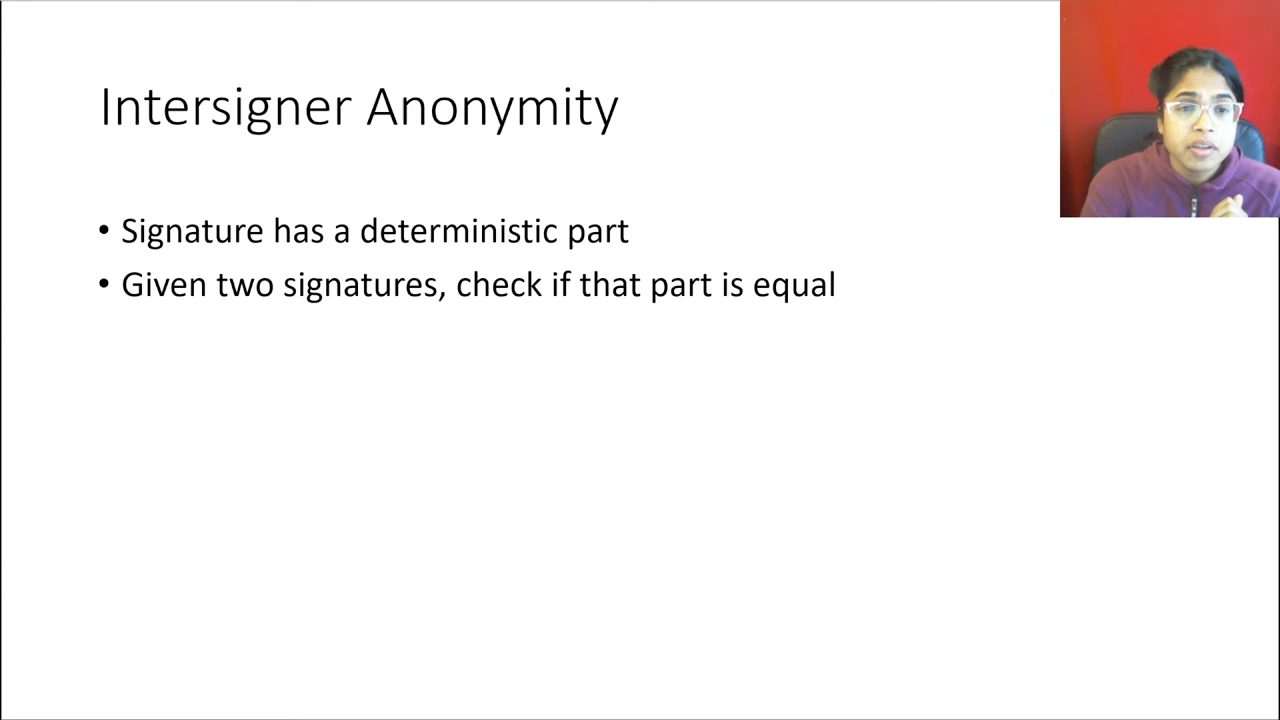 Intersigner Anonymity
• Signature has a deterministic part
• Given two signatures, check if that part is equal